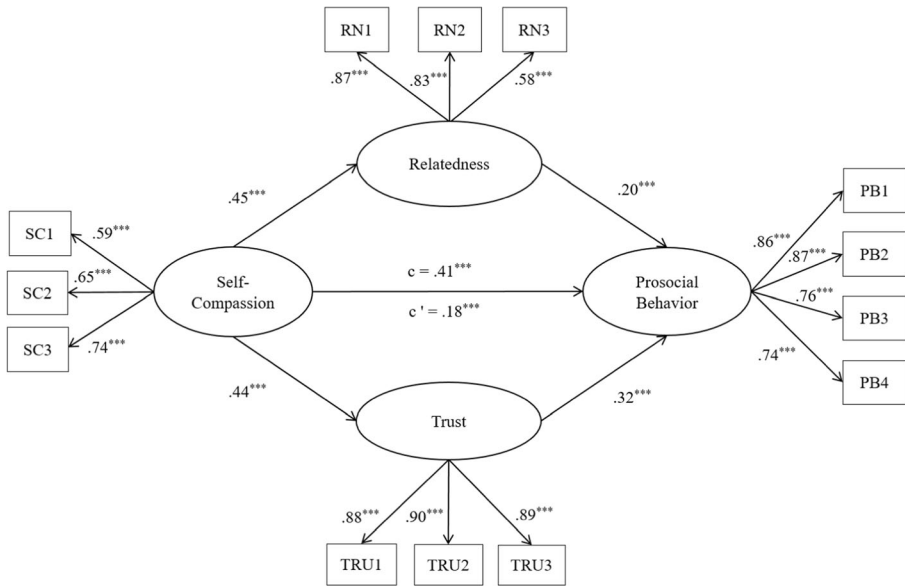 RN1
RN2
RN3
.87***
.83***
.58***
Relatedness
.45***
.20***
SC1
SC2
SC3
.59***
.65***
.74***
Self-
Compassion
c = .41***
c ' = .18***
Prosocial
Behavior
PB1
PB2
PB3
PB4
.86***
.87***
.76***
.74***
.44***
.32***
Trust
.88***
.90***
.89***
TRU1
TRU2
TRU3